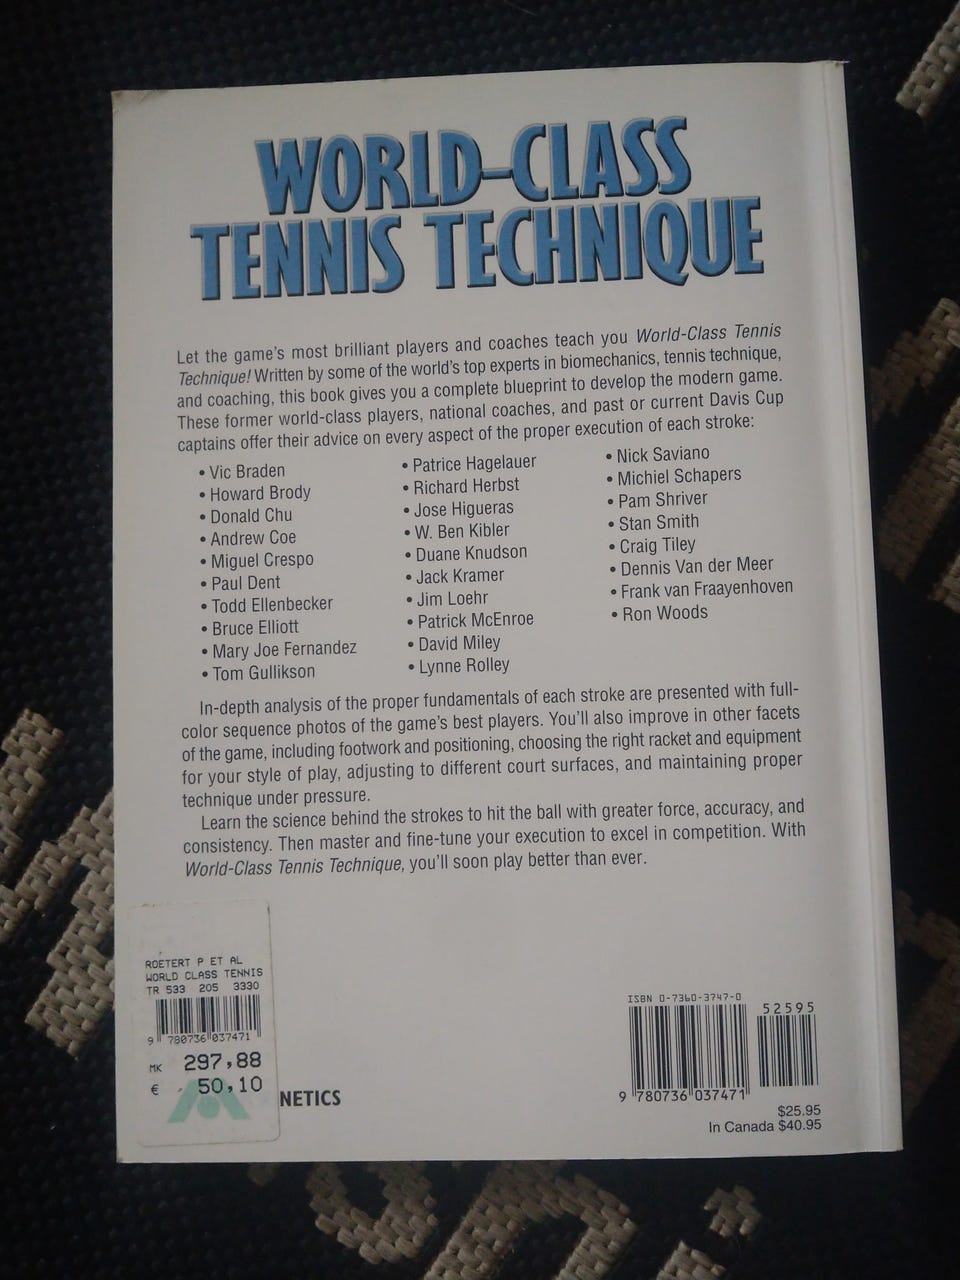 WORLD-CLASS
TENNIS TECHNIQUE
Let the game's most brilliant players and coaches teach you World-Class Tennis
Technique! Written by some of the world's top experts in biomechanics, tennis technique,
and coaching, this book gives you a complete blueprint to develop the modern game.
These former world-class players, national coaches, and past or current Davis Cup
captains offer their advice on every aspect of the proper execution of each stroke:
• Vic Braden
• Howard Brody
• Donald Chu
• Andrew Coe
• Miguel Crespo
• Paul Dent
• Todd Ellenbecker
• Bruce Elliott
• Mary Joe Fernandez
• Tom Gullikson
• Patrice Hagelauer
• Richard Herbst
• Jose Higueras
• W. Ben Kibler
• Duane Knudson
• Jack Kramer
• Jim Loehr
• Patrick McEnroe
• David Miley
• Lynne Rolley
• Nick Saviano
• Michiel Schapers
• Pam Shriver
• Stan Smith
• Craig Tiley
• Dennis Van der Meer
• Frank van Fraayenhoven
• Ron Woods
In-depth analysis of the proper fundamentals of each stroke are presented with full-
color sequence photos of the game's best players. You'll also improve in other facets
of the game, including footwork and positioning, choosing the right racket and equipment
for your style of play, adjusting to different court surfaces, and maintaining proper
technique under pressure.
Learn the science behind the strokes to hit the ball with greater force, accuracy, and
consistency. Then master and fine-tune your execution to excel in competition. With
World-Class Tennis Technique, you'll soon play better than ever.
ROETERT P ET AL
WORLD CLASS TENNIS
TR 533 205 3330
9 780736 037471
MK 297,88
€ 50,10
NETICS
ISBN 0-7360-3747-0
52595
9 780736 037471
$25.95
In Canada $40.95